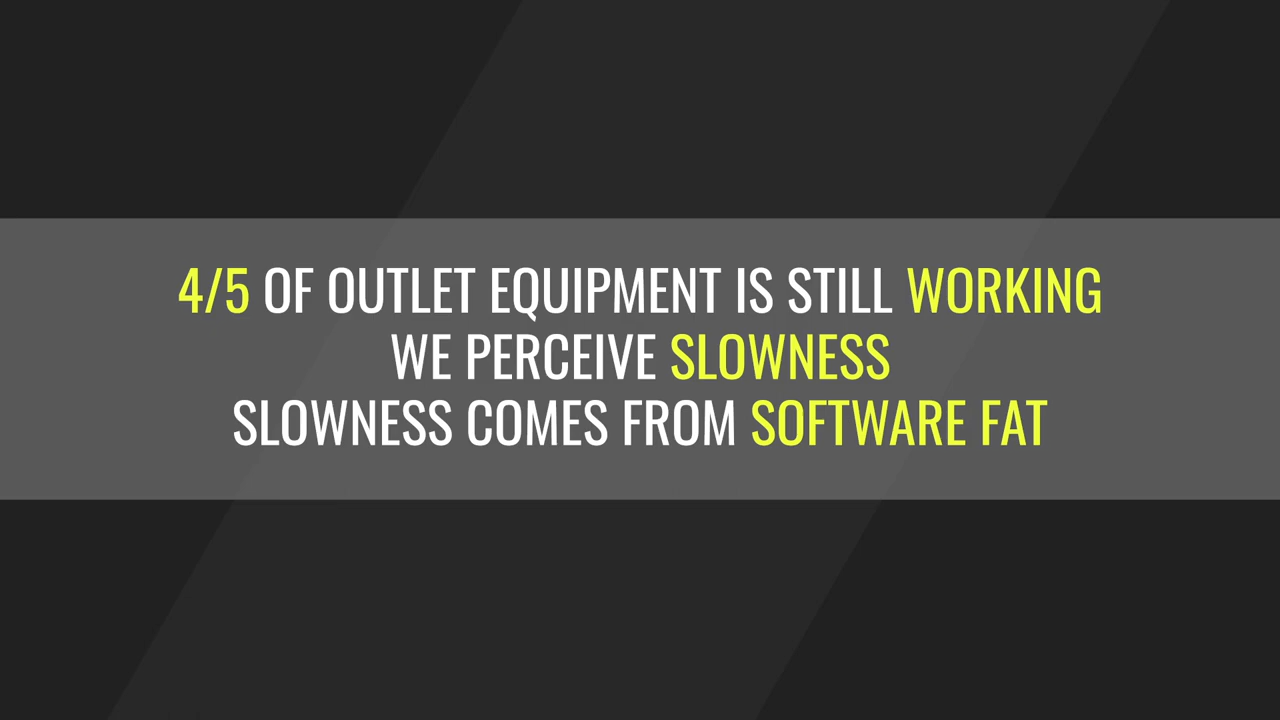 4/5 OF OUTLET EQUIPMENT IS STILL WORKING
WE PERCEIVE SLOWNESS
SLOWNESS COMES FROM SOFTWARE FAT